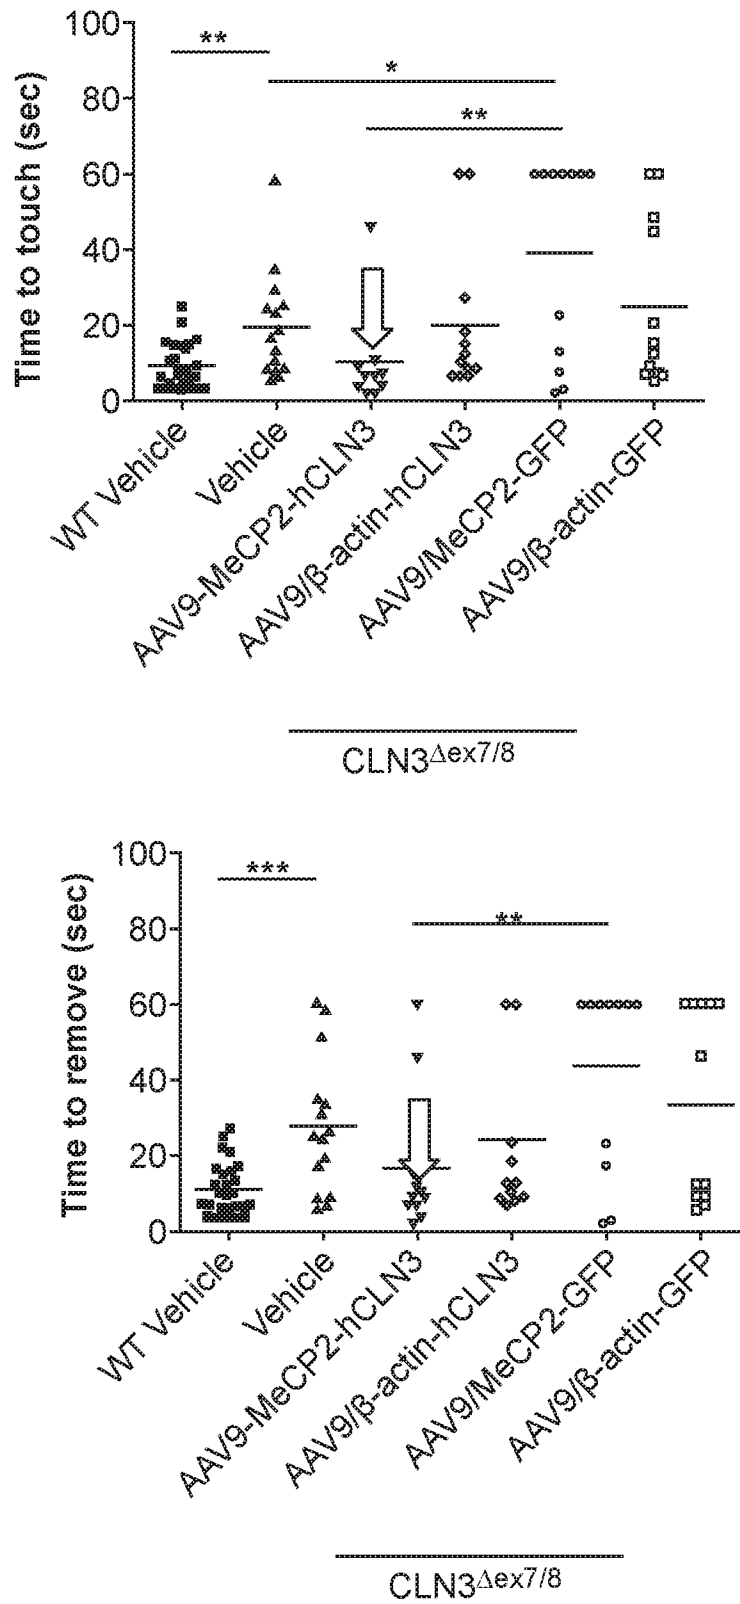 100
**
*
80
**
60
40
20
0
Time to touch (sec)
WT Vehicle
Vehicle
AAV9-MeCP2-hCLN3
AAV9/β-actin-hCLN3
AAV9/MeCP2-GFP
AAV9/β-actin-GFP
CLN3Δex7/8
100
***
**
80
60
40
20
0
Time to remove (sec)
WT Vehicle
Vehicle
AAV9-MeCP2-hCLN3
AAV9/β-actin-hCLN3
AAV9/MeCP2-GFP
AAV9/β-actin-GFP
CLN3Δex7/8